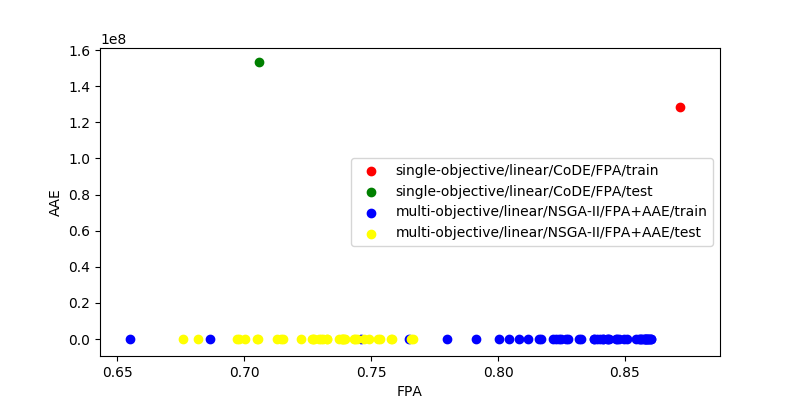 1e8
1.6
1.4
1.2
1.0
0.8
0.6
0.4
0.2
0.0
AAE
single-objective/linear/CoDE/FPA/train
single-objective/linear/CoDE/FPA/test
multi-objective/linear/NSGA-II/FPA+AAE/train
multi-objective/linear/NSGA-II/FPA+AAE/test
0.65 0.70 0.75 0.80 0.85
FPA